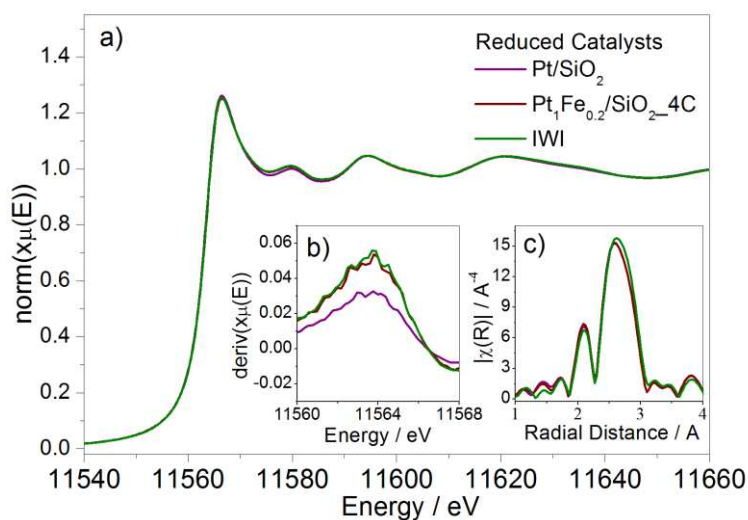 a)
Reduced Catalysts
Pt/SiO₂
Pt₁Fe₀.₂/SiO₂_4C
IWI
norm(xμ(E))
1.4
1.2
1.0
0.8
0.6
0.4
0.2
0.0
b)
deriv(xμ(E))
0.06
0.04
0.02
0.00
-0.02
11560 11564 11568
Energy / eV
c)
|χ(R)| / A⁻⁴
15
12
9
6
3
0
1 2 3 4
Radial Distance / A
11540 11560 11580 11600 11620 11640 11660
Energy / eV